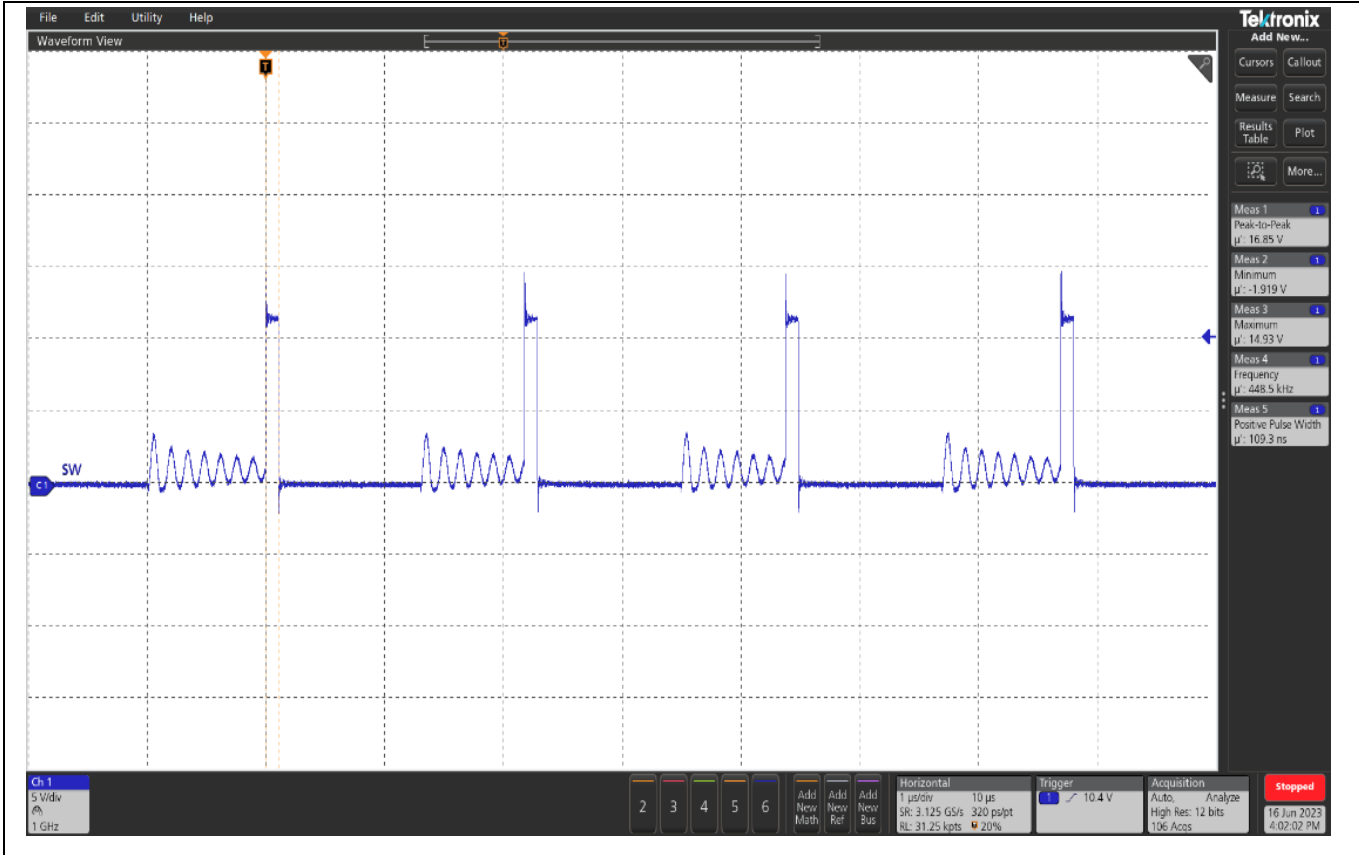 File Edit Utility Help
Tektronix
Waveform View
Add New...
T
T
Cursors Callout
Measure Search
Results Table Plot
More...
Meas 1 1
Peak-to-Peak
µ': 16.85 V
Meas 2 1
Minimum
µ': -1.919 V
Meas 3 1
Maximum
µ': 14.93 V
Meas 4 1
Frequency
µ': 448.5 kHz
Meas 5 1
Positive Pulse Width
µ': 109.3 ns
SW
C1
Ch 1
5 V/div
1 GHz
2 3 4 5 6
Add New Math
Add New Ref
Add New Bus
Horizontal
1 µs/div 10 µs
SR: 3.125 GS/s 320 ps/pt
RL: 31.25 kpts 20%
Trigger
1 10.4 V
Acquisition
Auto, Analyze
High Res: 12 bits
106 Acqs
Stopped
16 Jun 2023
4:02:02 PM